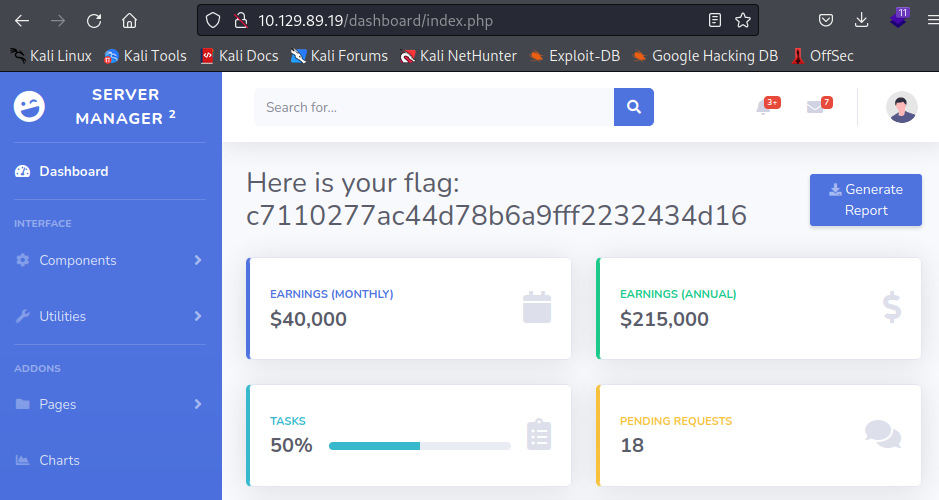 11
10.129.89.19/dashboard/index.php
Kali Linux Kali Tools Kali Docs Kali Forums Kali NetHunter Exploit-DB Google Hacking DB OffSec
SERVER
MANAGER 2
Search for...
3+ 7
Dashboard
Here is your flag:
c7110277ac44d78b6a9fff2232434d16
Generate
Report
INTERFACE
Components
Utilities
ADDONS
Pages
Charts
EARNINGS (MONTHLY)
$40,000
EARNINGS (ANNUAL)
$215,000
TASKS
50%
PENDING REQUESTS
18